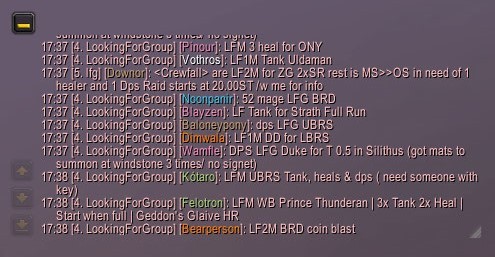 summon at windstone 3 times/ no signet)
17:37 [4. LookingForGroup] [Pinour]: LFM 3 heal for ONY
17:37 [4. LookingForGroup] [Vothros]: LF1M Tank Uldaman
17:37 [5. lfg] [Downor]: <Crewfall> are LF2M for ZG 2xSR rest is MS>>OS in need of 1
healer and 1 Dps Raid starts at 20.00ST /w me for info
17:37 [4. LookingForGroup] [Noonpanir]: 52 mage LFG BRD
17:37 [4. LookingForGroup] [Blayzen]: LF Tank for Strath Full Run
17:37 [4. LookingForGroup] [Baloneypony]: dps LFG UBRS
17:37 [4. LookingForGroup] [Dimwala]: LF1M DD for LBRS
17:37 [4. LookingForGroup] [Wamfie]: DPS LFG Duke for T 0.5 in Silithus (got mats to
summon at windstone 3 times/ no signet)
17:38 [4. LookingForGroup] [Kótaro]: LFM UBRS Tank, heals & dps ( need someone with
key)
17:38 [4. LookingForGroup] [Felotron]: LFM WB Prince Thunderan | 3x Tank 2x Heal |
Start when full | Geddon's Glaive HR
17:38 [4. LookingForGroup] [Bearperson]: LF2M BRD coin blast